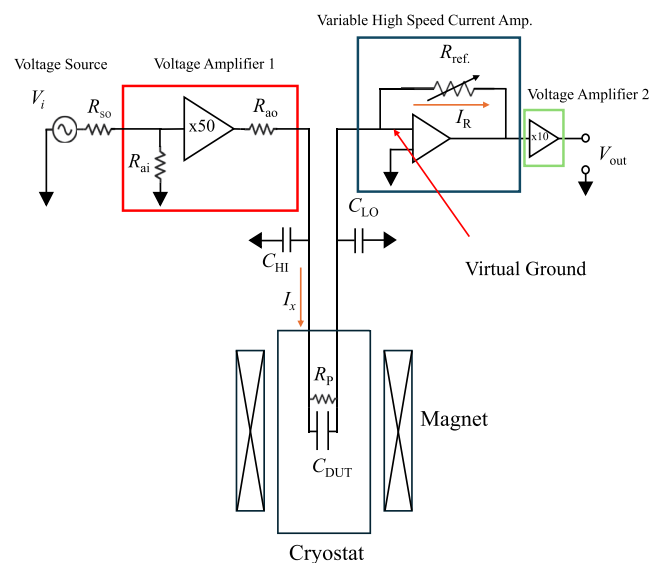 Variable High Speed Current Amp.
Voltage Source
Voltage Amplifier 1
R_ref.
Voltage Amplifier 2
V_i
R_so
x50
R_ao
I_R
x10
R_ai
V_out
C_LO
C_HI
Virtual Ground
I_x
R_P
Magnet
C_DUT
Cryostat